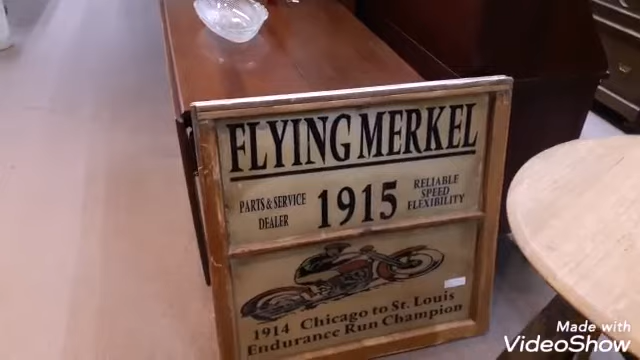 FLYING MERKEL
PARTS & SERVICE
DEALER
1915
RELIABLE
SPEED
FLEXIBILITY
1914 Chicago to St. Louis
Endurance Run Champion
Made with
VideoShow